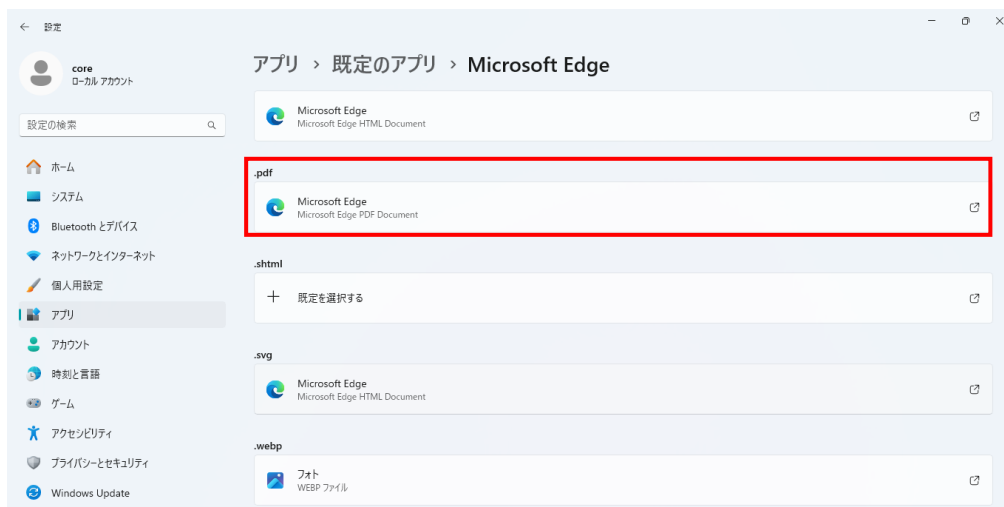 設定
core
ローカル アカウント
設定の検索
ホーム
システム
Bluetooth とデバイス
ネットワークとインターネット
個人用設定
アプリ
アカウント
時刻と言語
ゲーム
アクセシビリティ
プライバシーとセキュリティ
Windows Update
アプリ > 既定のアプリ > Microsoft Edge
Microsoft Edge
Microsoft Edge HTML Document
.pdf
Microsoft Edge
Microsoft Edge PDF Document
.shtml
既定を選択する
.svg
Microsoft Edge
Microsoft Edge HTML Document
.webp
フォト
WEBP ファイル